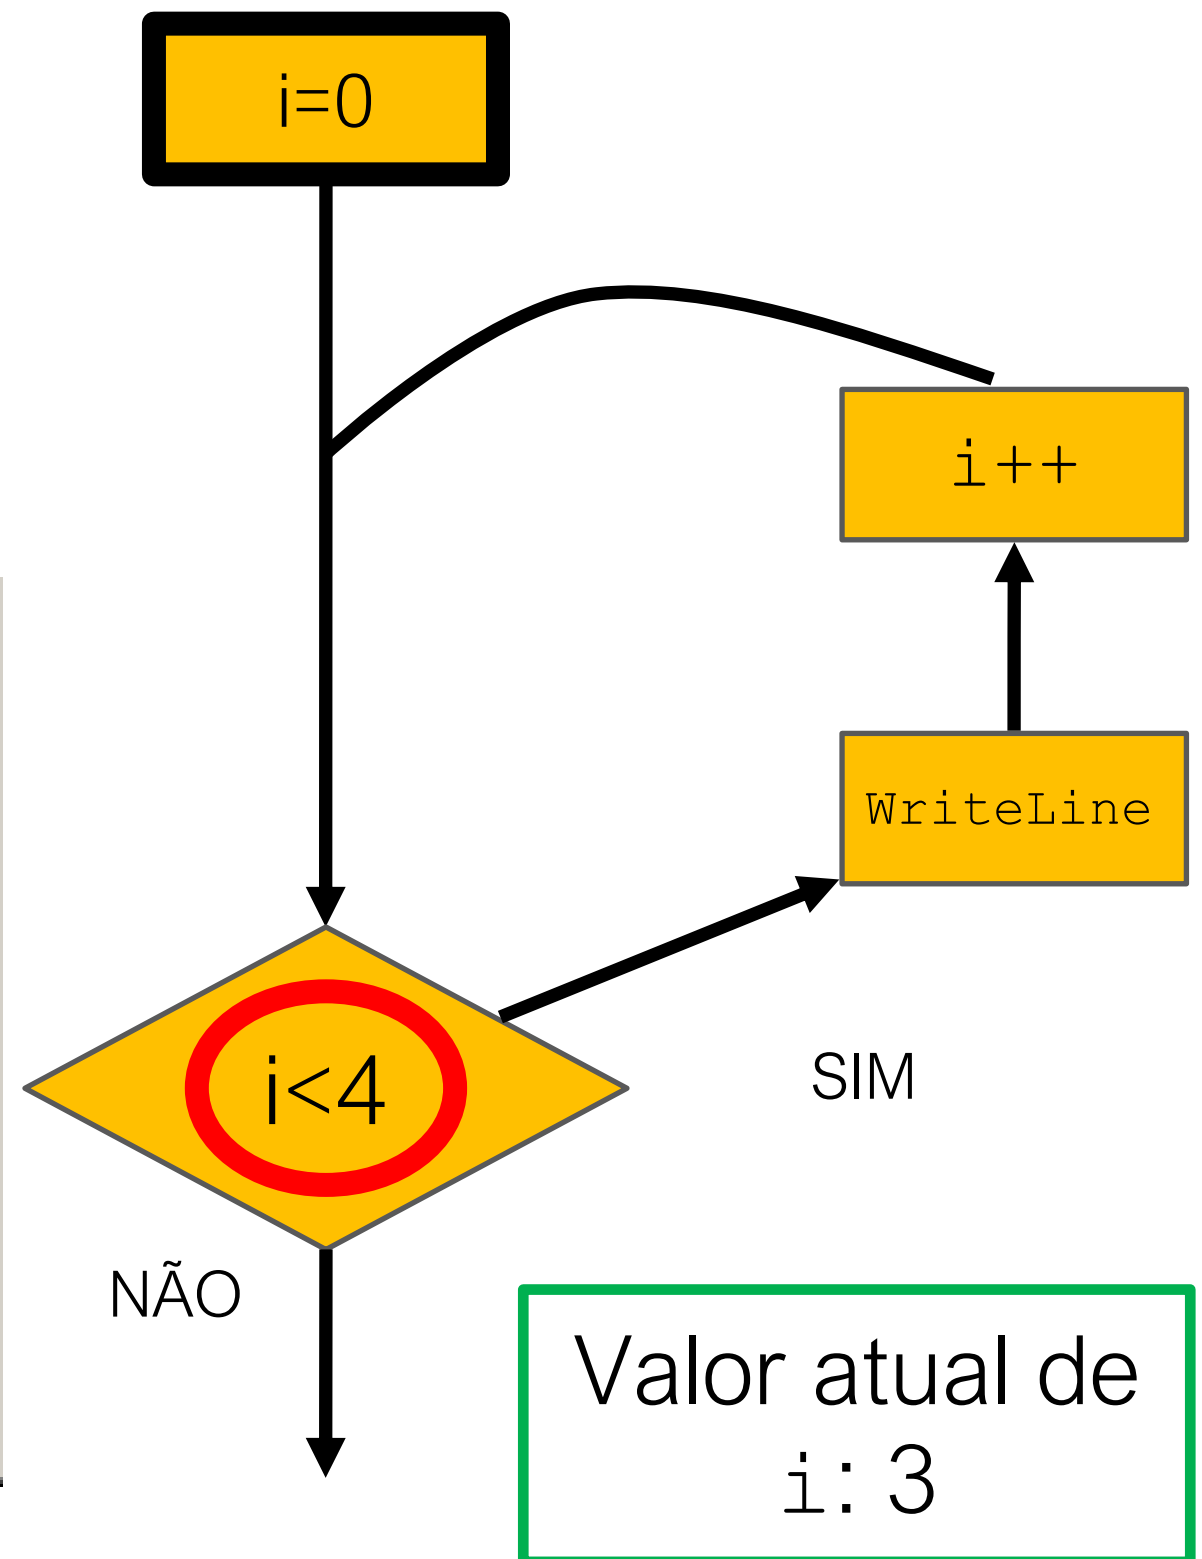 i=0
i++
WriteLine
i<4
SIM
NÃO
Valor atual de
i: 3